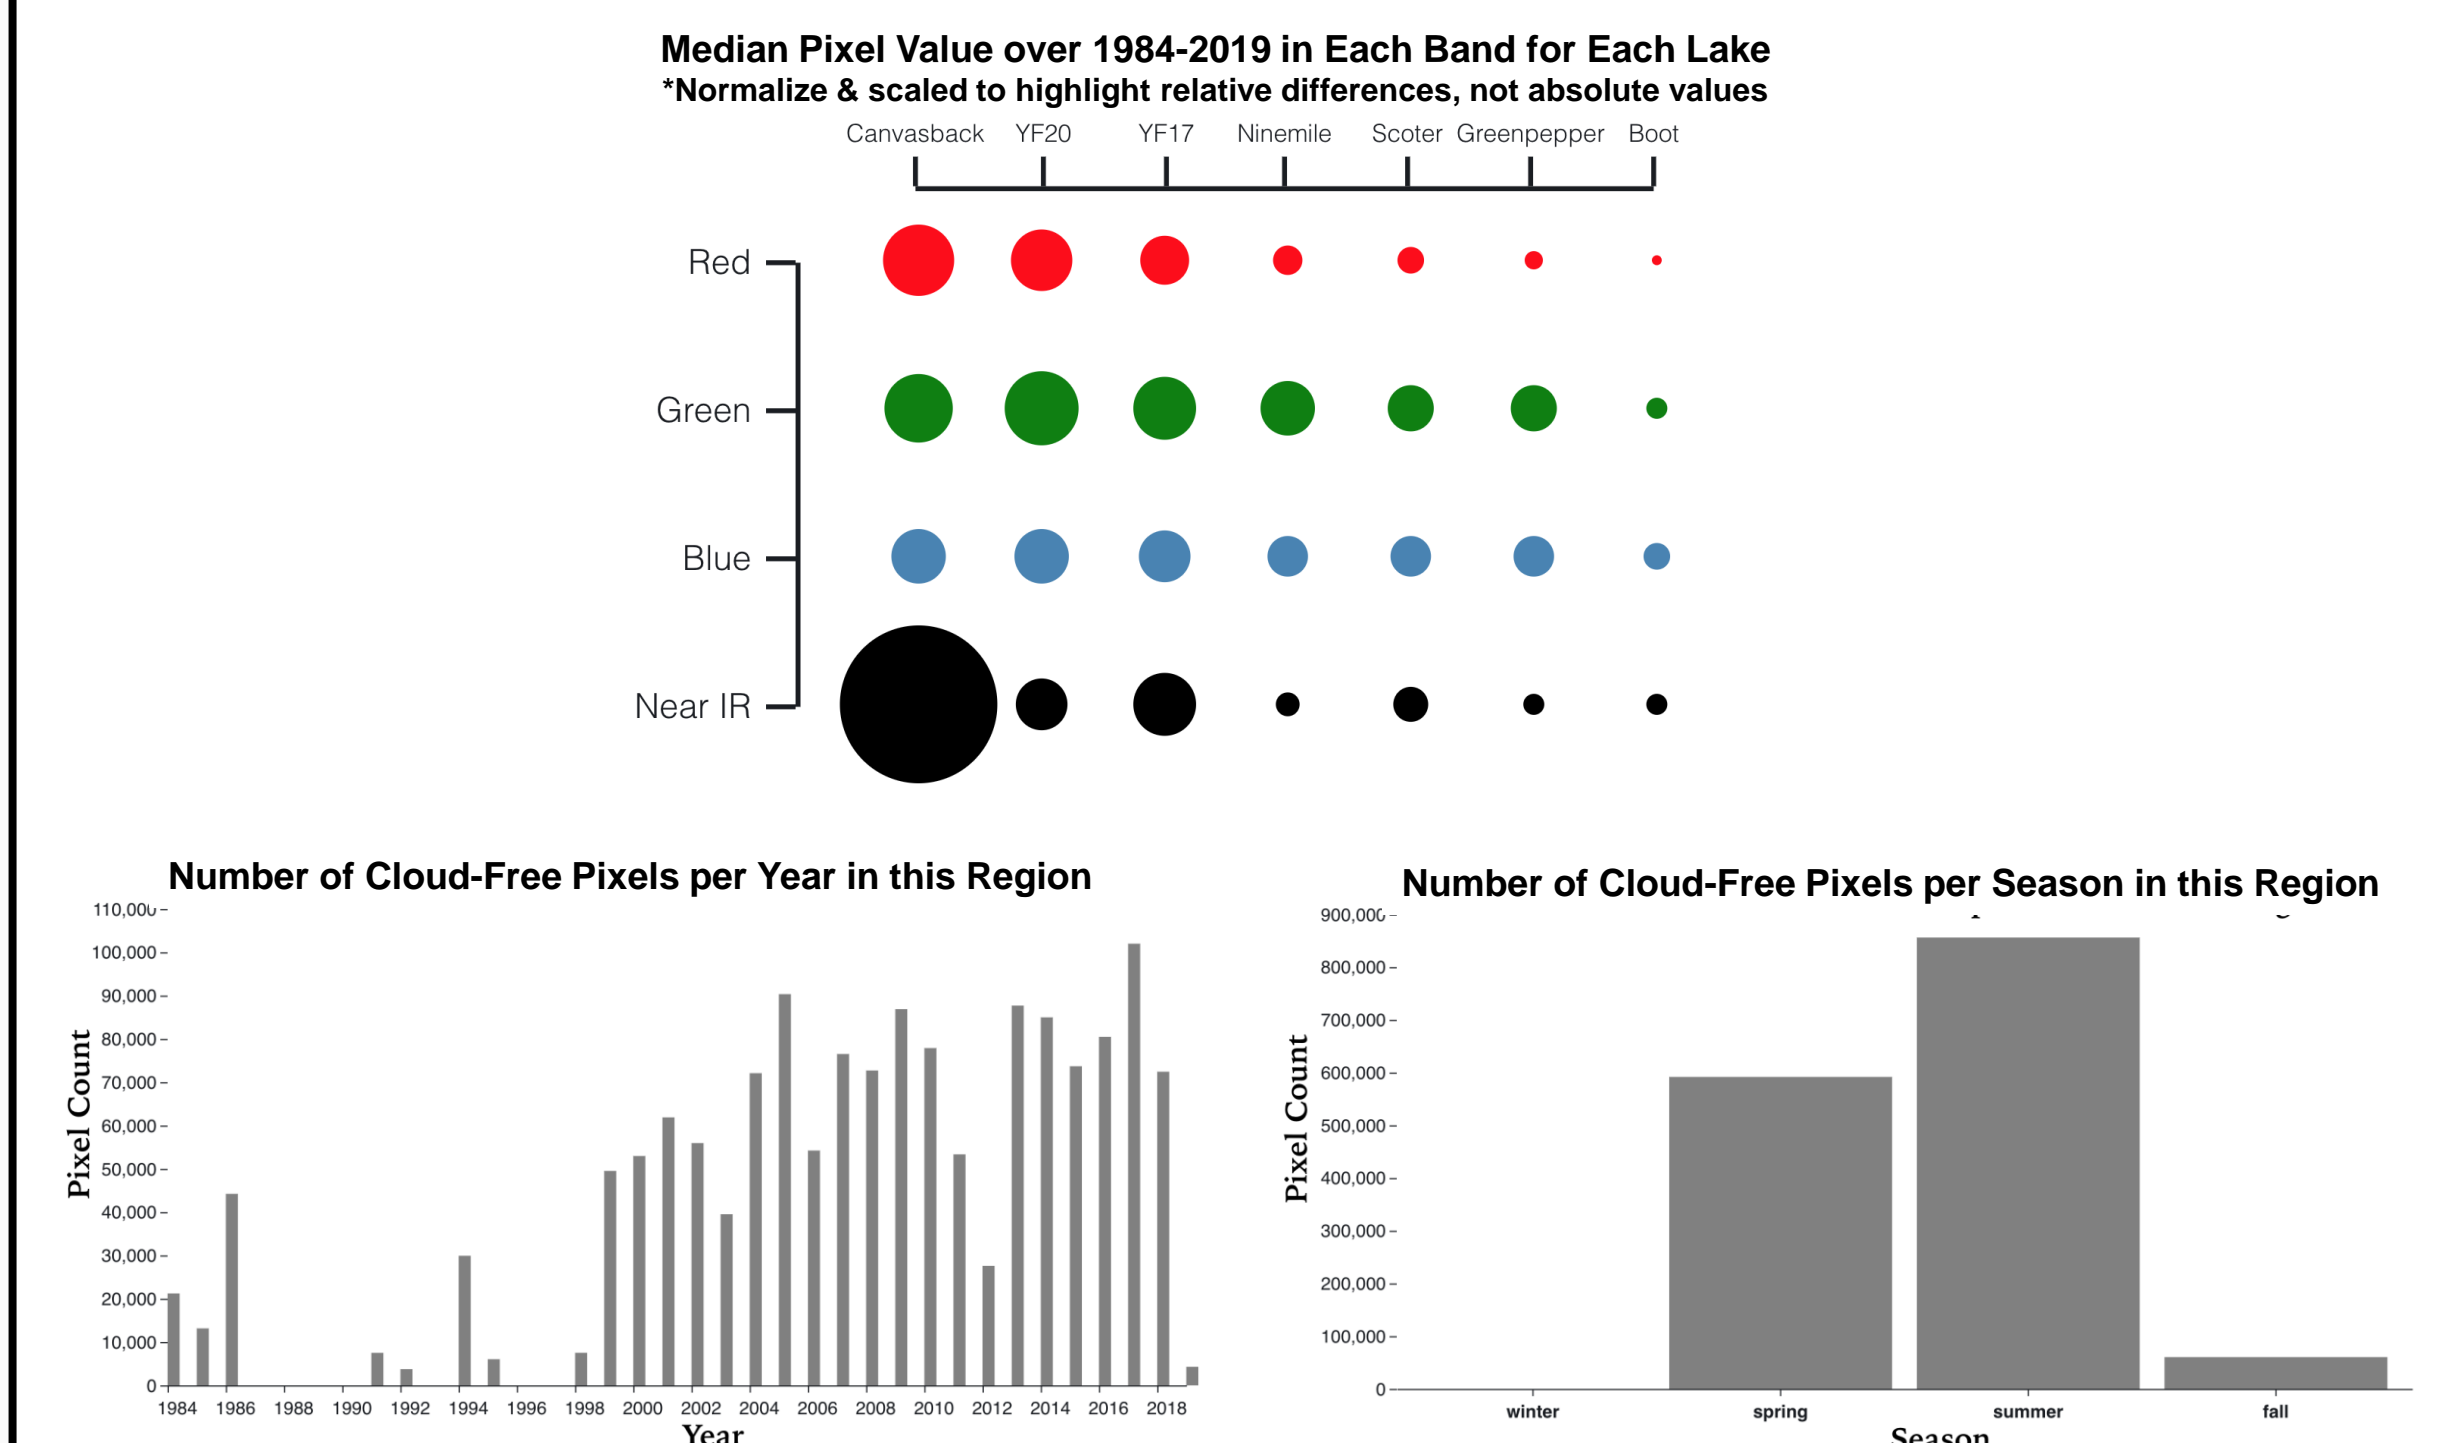 Median Pixel Value over 1984-2019 in Each Band for Each Lake
*Normalize & scaled to highlight relative differences, not absolute values
Canvasback YF20 YF17 Ninemile Scoter Greenpepper Boot
Red
Green
Blue
Near IR
Number of Cloud-Free Pixels per Year in this Region
110,000
100,000
90,000
80,000
70,000
60,000
50,000
40,000
30,000
20,000
10,000
0
Pixel Count
1984 1986 1988 1990 1992 1994 1996 1998 2000 2002 2004 2006 2008 2010 2012 2014 2016 2018
Year
Number of Cloud-Free Pixels per Season in this Region
900,000
800,000
700,000
600,000
500,000
400,000
300,000
200,000
100,000
0
Pixel Count
winter spring summer fall
Season